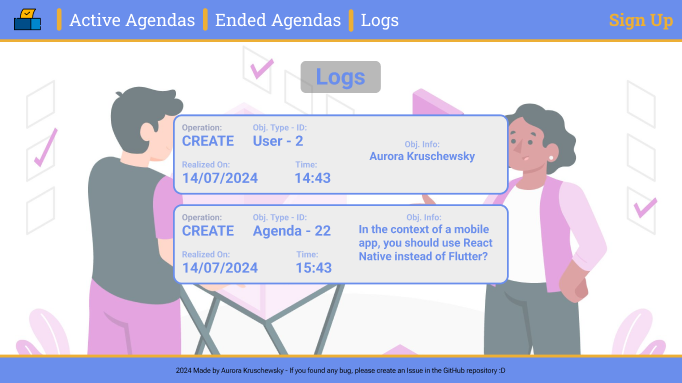 Active Agendas Ended Agendas Logs Sign Up
Logs
Operation: Obj. Type - ID:
CREATE User - 2
Obj. Info:
Aurora Kruschewsky
Realized On: Time:
14/07/2024 14:43
Operation: Obj. Type - ID:
CREATE Agenda - 22
Obj. Info:
In the context of a mobile
app, you should use React
Native instead of Flutter?
Realized On: Time:
14/07/2024 15:43
2024 Made by Aurora Kruschewsky - If you found any bug, please create an Issue in the GitHub repository :D